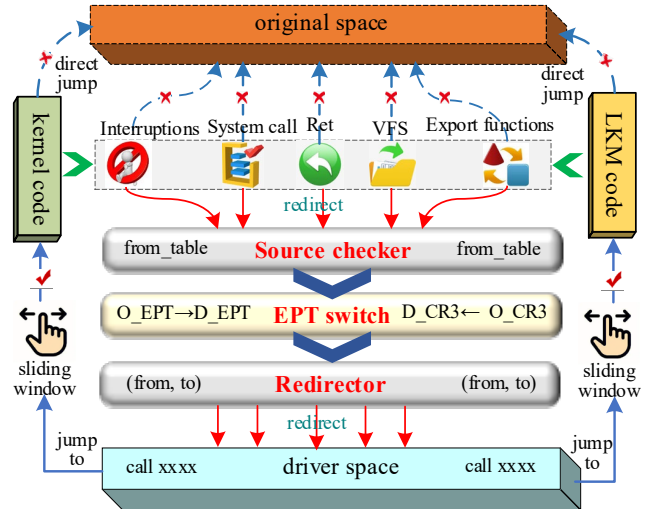 original space
direct
jump
direct
jump
kernel code
LKM code
Interruptions
System call
Ret
VFS
Export functions
redirect
from_table
Source checker
from_table
O_EPT→D_EPT
EPT switch
D_CR3← O_CR3
sliding
window
(from, to)
Redirector
(from, to)
sliding
window
redirect
jump
to
call xxxx
driver space
call xxxx
jump
to